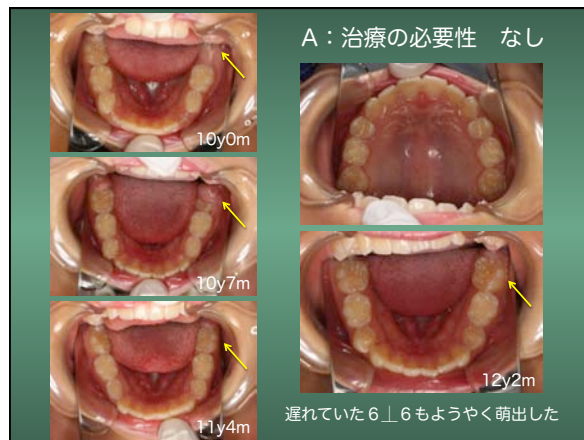 A：治療の必要性　なし
10y0m
10y7m
11y4m
12y2m
遅れていた６⊥６もようやく萌出した